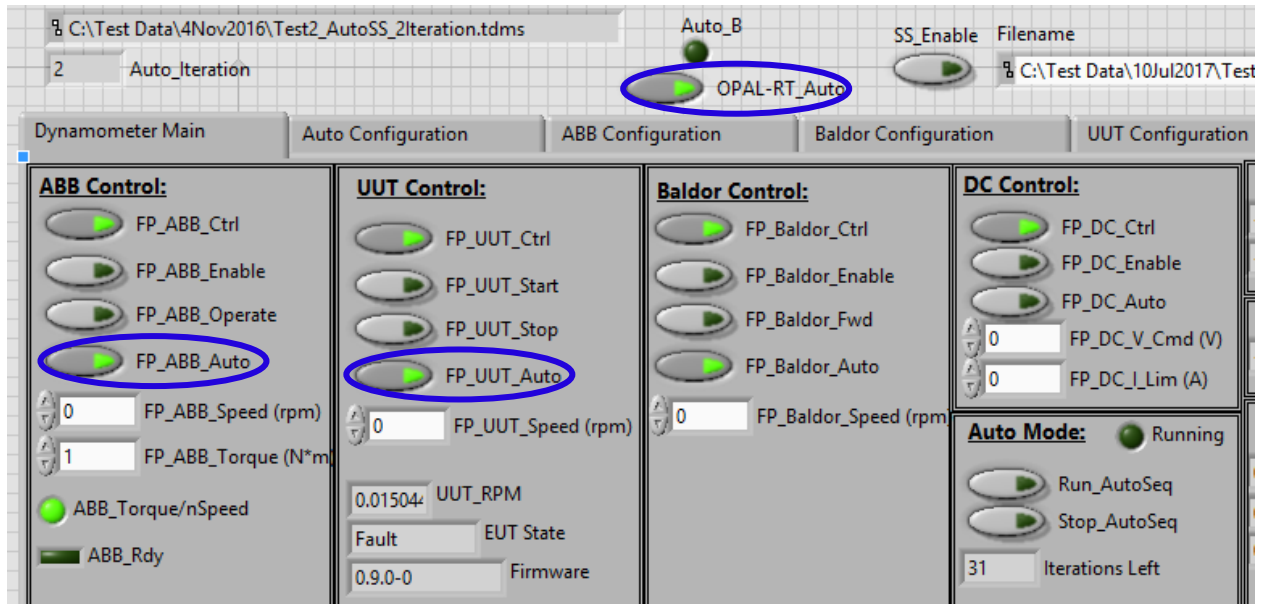 C:\Test Data\4Nov2016\Test2_AutoSS_2Iteration.tdms
Auto_B
SS_Enable
Filename
2
Auto_Iteration
OPAL-RT_Auto
C:\Test Data\10Jul2017\Test
Dynamometer Main
Auto Configuration
ABB Configuration
Baldor Configuration
UUT Configuration
ABB Control:
FP_ABB_Ctrl
FP_ABB_Enable
FP_ABB_Operate
FP_ABB_Auto
0 FP_ABB_Speed (rpm)
1 FP_ABB_Torque (N*m
ABB_Torque/nSpeed
ABB_Rdy
UUT Control:
FP_UUT_Ctrl
FP_UUT_Start
FP_UUT_Stop
FP_UUT_Auto
0 FP_UUT_Speed (rpm)
0.01504 UUT_RPM
Fault EUT State
0.9.0-0 Firmware
Baldor Control:
FP_Baldor_Ctrl
FP_Baldor_Enable
FP_Baldor_Fwd
FP_Baldor_Auto
0 FP_Baldor_Speed (rpm)
DC Control:
FP_DC_Ctrl
FP_DC_Enable
FP_DC_Auto
0 FP_DC_V_Cmd (V)
0 FP_DC_I_Lim (A)
Auto Mode: Running
Run_AutoSeq
Stop_AutoSeq
31 Iterations Left